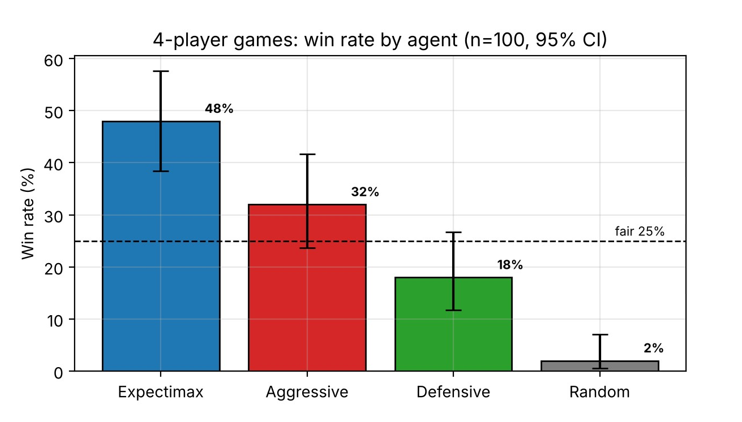 4-player games: win rate by agent (n=100, 95% CI)
Win rate (%)
60
50
40
30
20
10
0
48%
32%
fair 25%
18%
2%
Expectimax
Aggressive
Defensive
Random